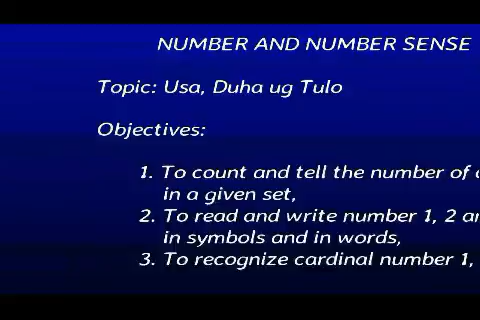 NUMBER AND NUMBER SENSE
Topic: Usa, Duha ug Tulo
Objectives:
1. To count and tell the number of
in a given set,
2. To read and write number 1, 2
in symbols and in words,
3. To recognize cardinal number 1,